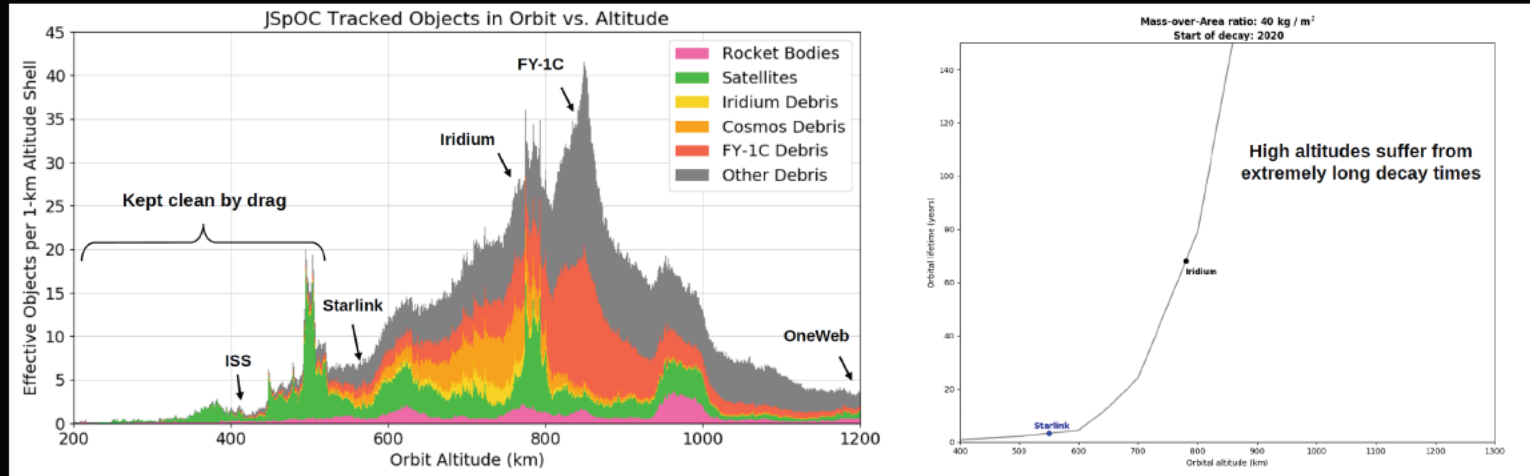 JSpOC Tracked Objects in Orbit vs. Altitude
Effective Objects per 1-km Altitude Shell
45
40
35
30
25
20
15
10
5
0
200
400
600
800
1000
1200
Orbit Altitude (km)
Kept clean by drag
ISS
Starlink
Iridium
FY-1C
OneWeb
Rocket Bodies
Satellites
Iridium Debris
Cosmos Debris
FY-1C Debris
Other Debris
Mass-over-Area ratio: 40 kg / m²
Start of decay: 2020
Orbital lifetime (years)
140
120
100
80
60
40
20
0
400
500
600
700
800
900
1000
1100
1200
1300
Orbital altitude (km)
High altitudes suffer from
extremely long decay times
Iridium
Starlink